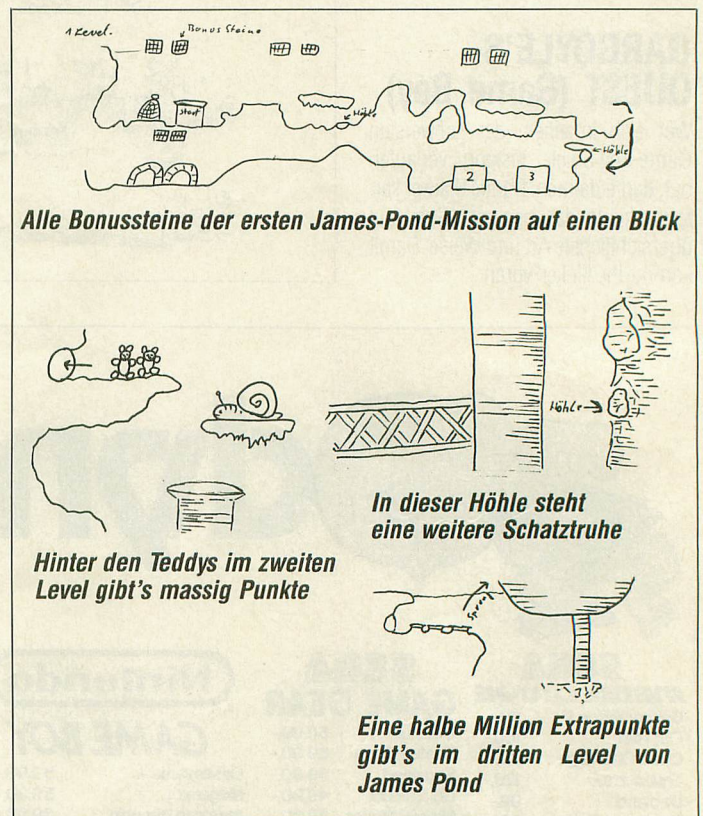 1 Level.
Bonus Steine
Start
Höhle
Höhle
2
3
Alle Bonussteine der ersten James-Pond-Mission auf einen Blick
Höhle
In dieser Höhle steht
eine weitere Schatztruhe
Hinter den Teddys im zweiten
Level gibt's massig Punkte
Sprung
Eine halbe Million Extrapunkte
gibt's im dritten Level von
James Pond